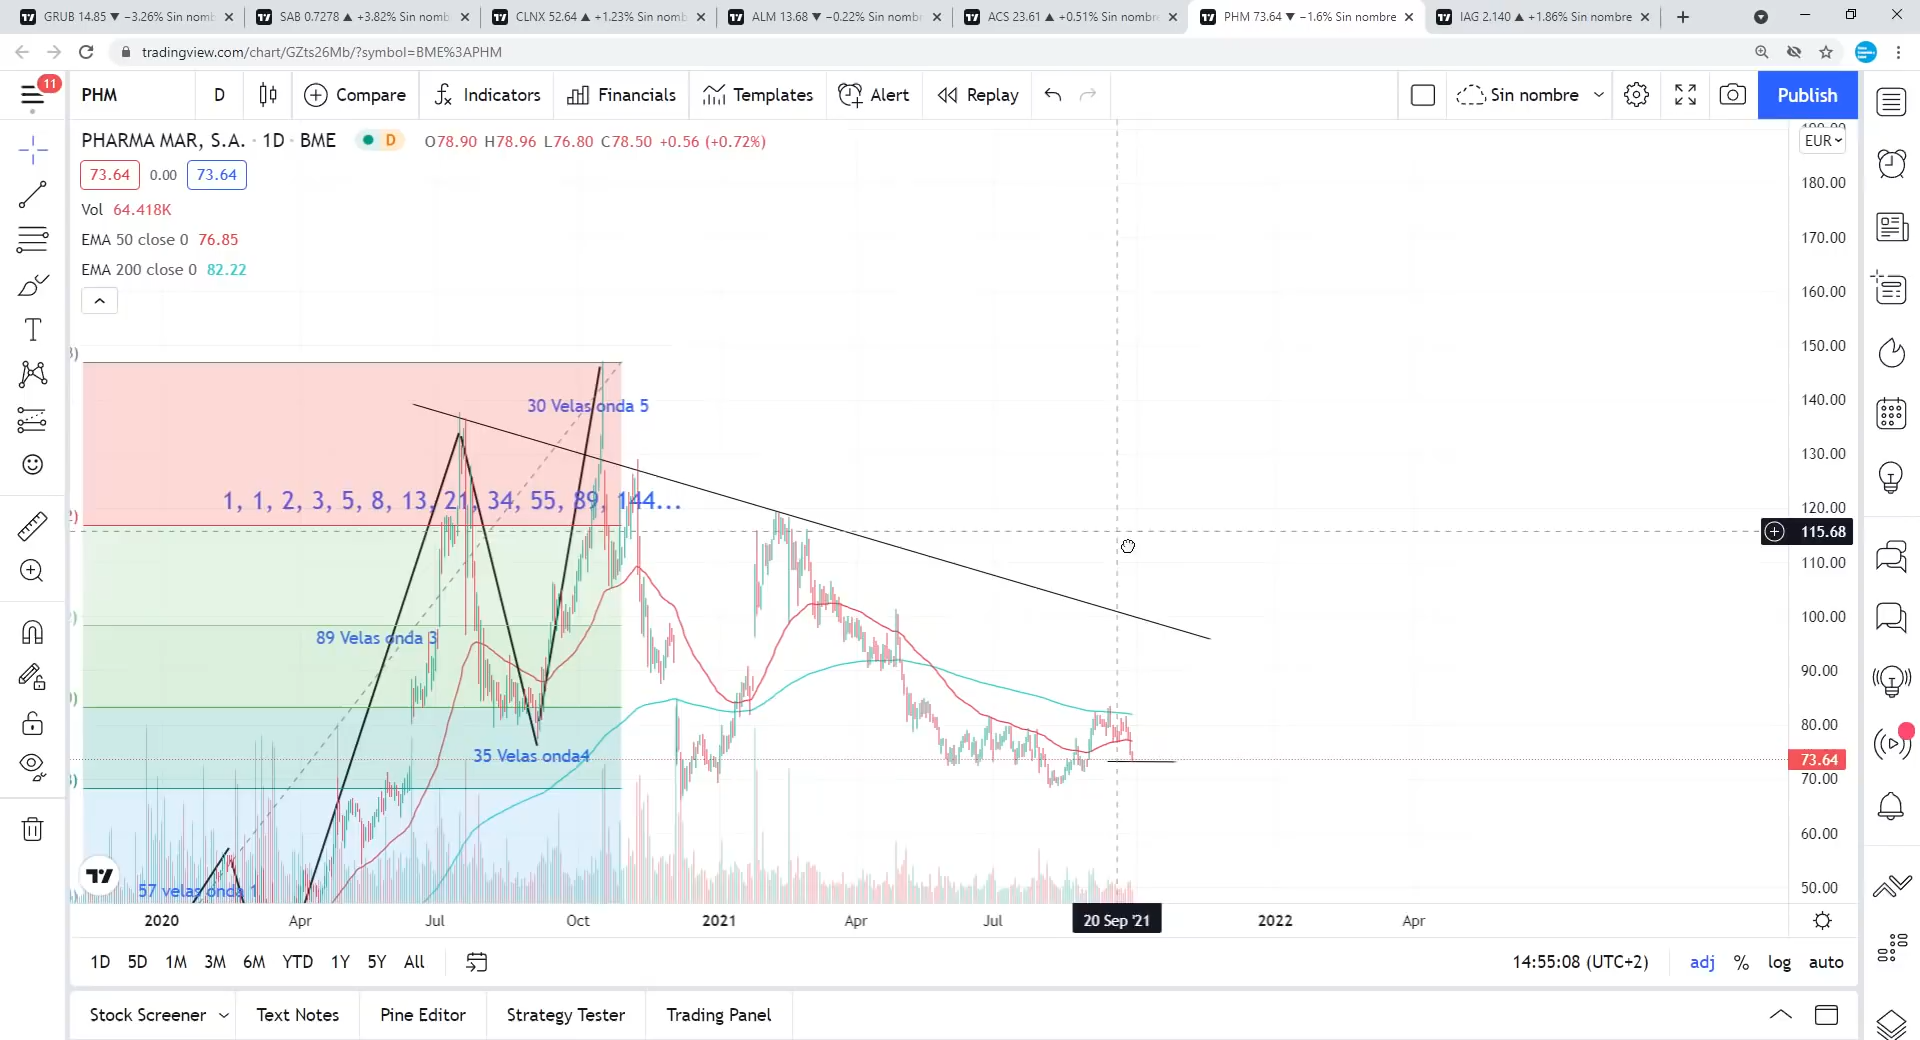 GRUB 14.85 ▼ −3.26% Sin nomb
SAB 0.7278 ▲ +3.82% Sin nomb
CLNX 52.64 ▲ +1.23% Sin nomb
ALM 13.68 ▼ −0.22% Sin nomb
ACS 23.61 ▲ +0.51% Sin nombre
PHM 73.64 ▼ −1.6% Sin nombre
IAG 2.140 ▲ +1.86% Sin nombre
tradingview.com/chart/GZts26Mb/?symbol=BME%3APHM
11
PHM
D
Compare
Indicators
Financials
Templates
Alert
Replay
Sin nombre
Publish
PHARMA MAR, S.A. · 1D · BME
D
O78.90 H78.96 L76.80 C78.50 +0.56 (+0.72%)
EUR
73.64 0.00 73.64
Vol 64.418K
EMA 50 close 0 76.85
EMA 200 close 0 82.22
180.00
170.00
160.00
150.00
140.00
130.00
120.00
115.68
110.00
100.00
90.00
80.00
73.64
70.00
60.00
50.00
30 Velas onda 5
1, 1, 2, 3, 5, 8, 13, 21, 34, 55, 89, 144...
89 Velas onda 3
35 Velas onda4
57 velas onda 1
2020
Apr
Jul
Oct
2021
Apr
Jul
20 Sep '21
2022
Apr
1D 5D 1M 3M 6M YTD 1Y 5Y All
14:55:08 (UTC+2)
adj % log auto
Stock Screener
Text Notes
Pine Editor
Strategy Tester
Trading Panel